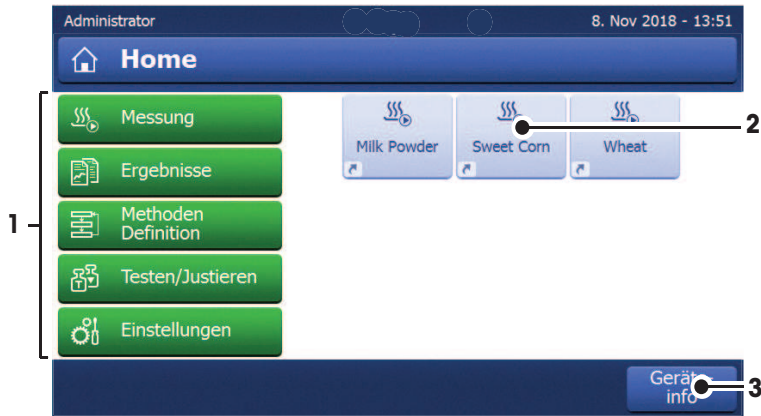 Administrator
8. Nov 2018 - 13:51
Home
1
Messung
Ergebnisse
Methoden
Definition
Testen/Justieren
Einstellungen
Milk Powder
Sweet Corn
Wheat
2
Geräte-
info
3